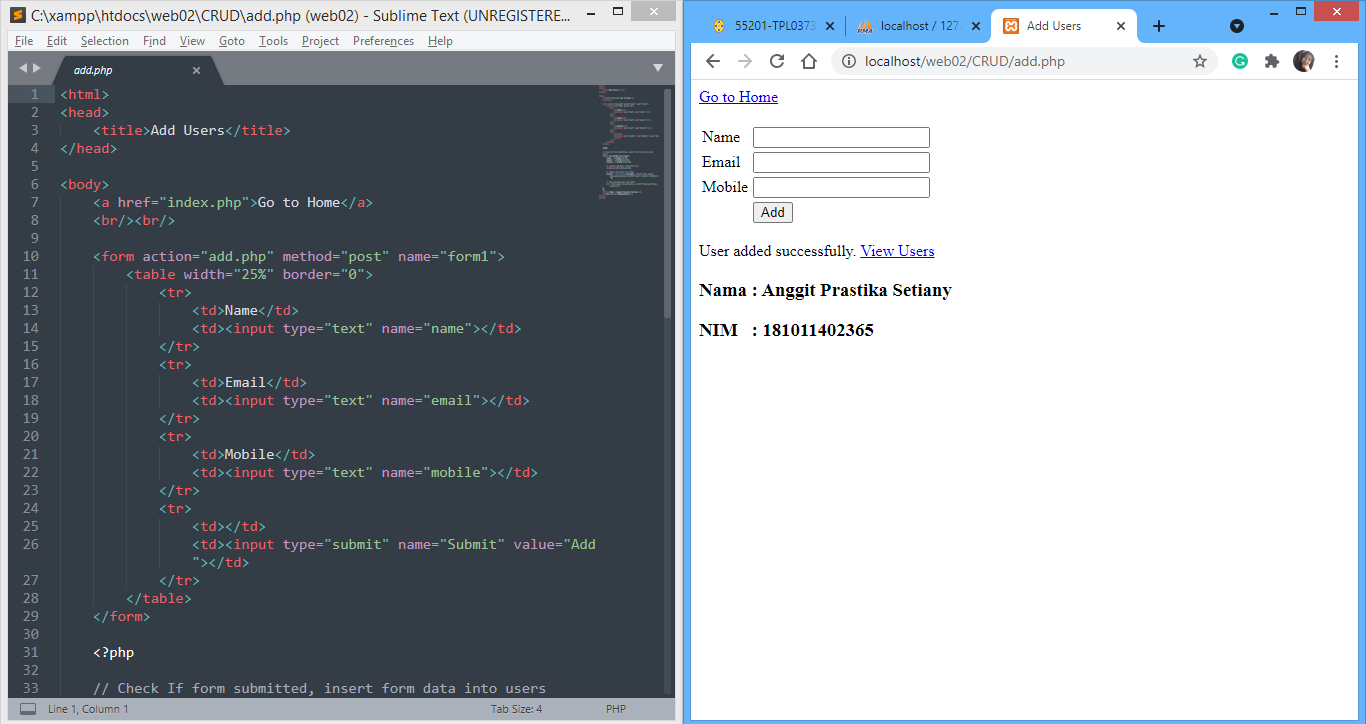 C:\xampp\htdocs\web02\CRUD\add.php (web02) - Sublime Text (UNREGISTERE...
File Edit Selection Find View Goto Tools Project Preferences Help
add.php
1 <html>
2 <head>
3 <title>Add Users</title>
4 </head>
5
6 <body>
7 <a href="index.php">Go to Home</a>
8 <br/><br/>
9
10 <form action="add.php" method="post" name="form1">
11 <table width="25%" border="0">
12 <tr>
13 <td>Name</td>
14 <td><input type="text" name="name"></td>
15 </tr>
16 <tr>
17 <td>Email</td>
18 <td><input type="text" name="email"></td>
19 </tr>
20 <tr>
21 <td>Mobile</td>
22 <td><input type="text" name="mobile"></td>
23 </tr>
24 <tr>
25 <td></td>
26 <td><input type="submit" name="Submit" value="Add
"></td>
27 </tr>
28 </table>
29 </form>
30
31 <?php
32
33 // Check If form submitted, insert form data into users
Line 1, Column 1 Tab Size: 4 PHP
55201-TPL0373 localhost / 127. Add Users
localhost/web02/CRUD/add.php
Go to Home
Name
Email
Mobile
Add
User added successfully. View Users
Nama : Anggit Prastika Setiany
NIM : 181011402365